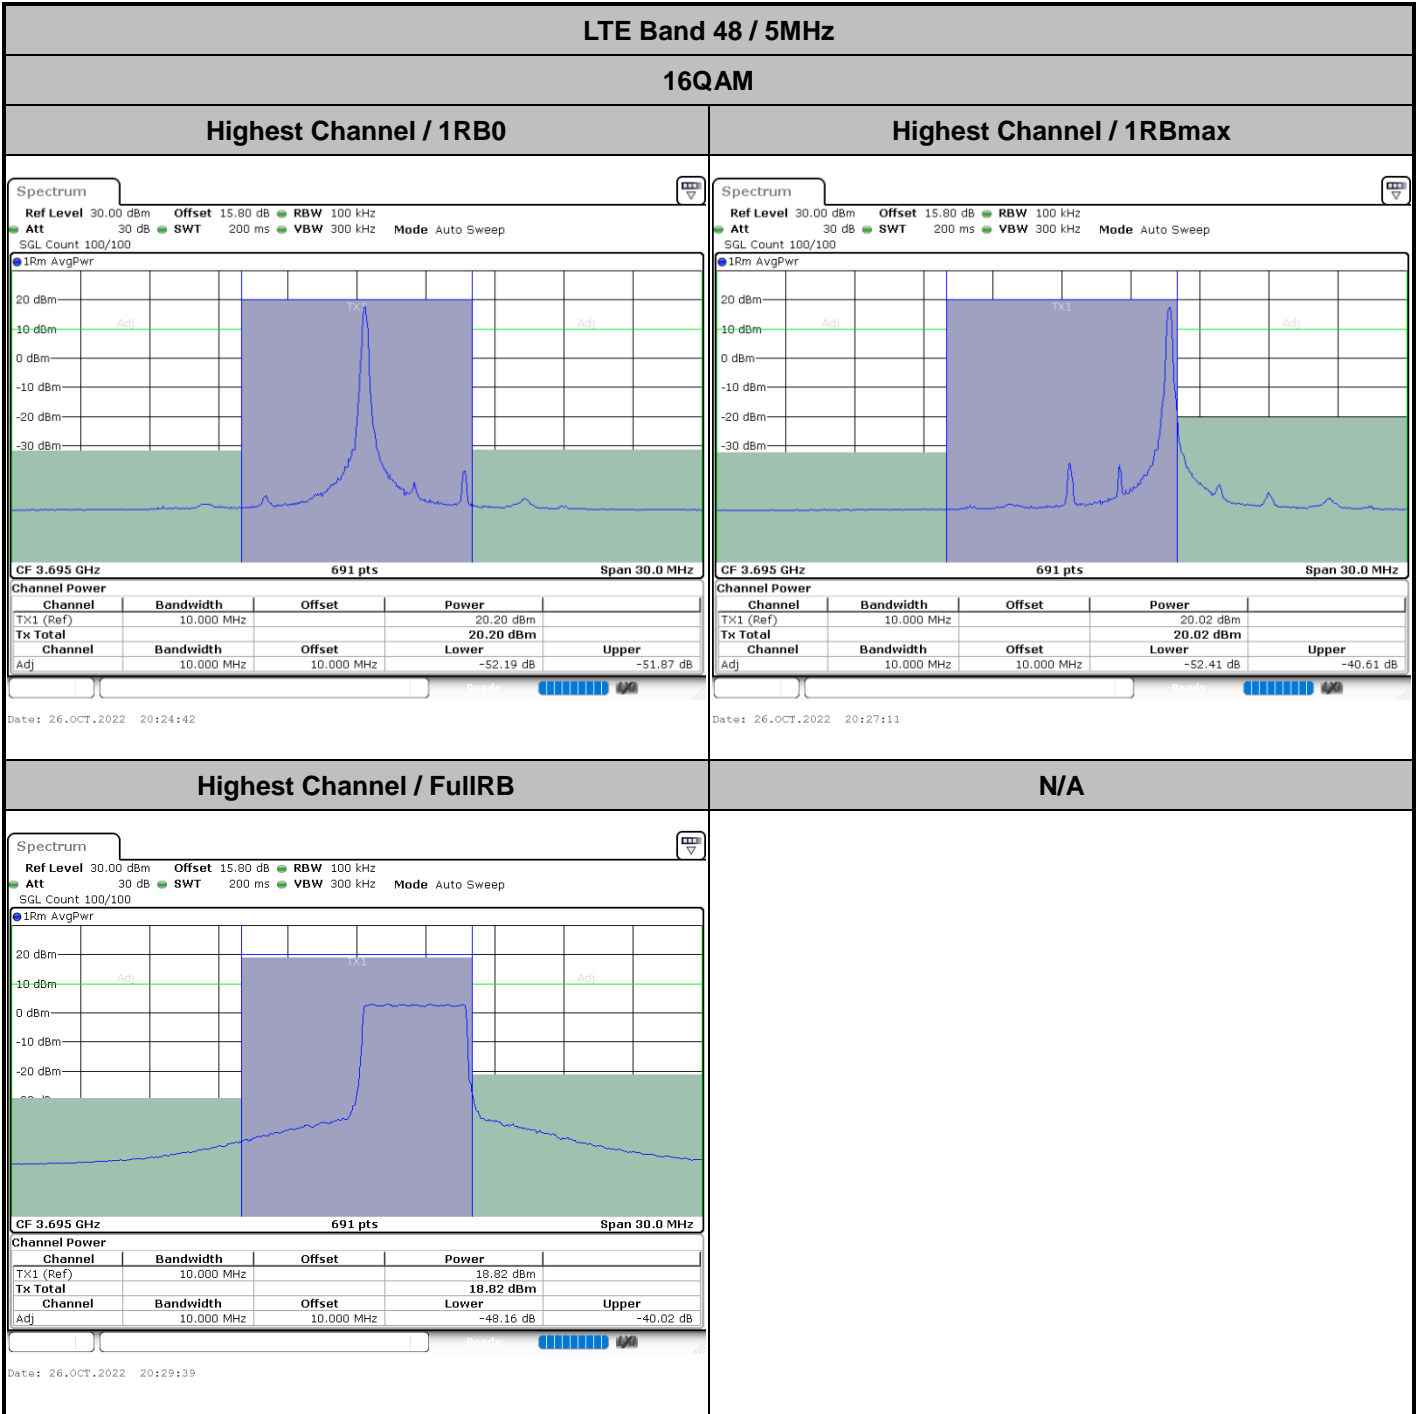 LTE Band 48 / 5MHz
16QAM
Highest Channel / 1RB0
Highest Channel / 1RBmax
Spectrum
Ref Level 30.00 dBm Offset 15.80 dB RBW 100 kHz
Att 30 dB SWT 200 ms VBW 300 kHz Mode Auto Sweep
SGL Count 100/100
1Rm AvgPwr
TX1
Adj
Adj
20 dBm
10 dBm
0 dBm
-10 dBm
-20 dBm
-30 dBm
CF 3.695 GHz 691 pts Span 30.0 MHz
Channel Power
Channel Bandwidth Offset Power
TX1 (Ref) 10.000 MHz 20.20 dBm
Tx Total 20.20 dBm
Channel Bandwidth Offset Lower Upper
Adj 10.000 MHz 10.000 MHz -52.19 dB -51.87 dB
Ready
Date: 26.OCT.2022 20:24:42
Spectrum
Ref Level 30.00 dBm Offset 15.80 dB RBW 100 kHz
Att 30 dB SWT 200 ms VBW 300 kHz Mode Auto Sweep
SGL Count 100/100
1Rm AvgPwr
TX1
Adj
Adj
20 dBm
10 dBm
0 dBm
-10 dBm
-20 dBm
-30 dBm
CF 3.695 GHz 691 pts Span 30.0 MHz
Channel Power
Channel Bandwidth Offset Power
TX1 (Ref) 10.000 MHz 20.02 dBm
Tx Total 20.02 dBm
Channel Bandwidth Offset Lower Upper
Adj 10.000 MHz 10.000 MHz -52.41 dB -40.61 dB
Ready
Date: 26.OCT.2022 20:27:11
Highest Channel / FullRB
N/A
Spectrum
Ref Level 30.00 dBm Offset 15.80 dB RBW 100 kHz
Att 30 dB SWT 200 ms VBW 300 kHz Mode Auto Sweep
SGL Count 100/100
1Rm AvgPwr
TX1
Adj
Adj
20 dBm
10 dBm
0 dBm
-10 dBm
-20 dBm
CF 3.695 GHz 691 pts Span 30.0 MHz
Channel Power
Channel Bandwidth Offset Power
TX1 (Ref) 10.000 MHz 18.82 dBm
Tx Total 18.82 dBm
Channel Bandwidth Offset Lower Upper
Adj 10.000 MHz 10.000 MHz -48.16 dB -40.02 dB
Ready
Date: 26.OCT.2022 20:29:39